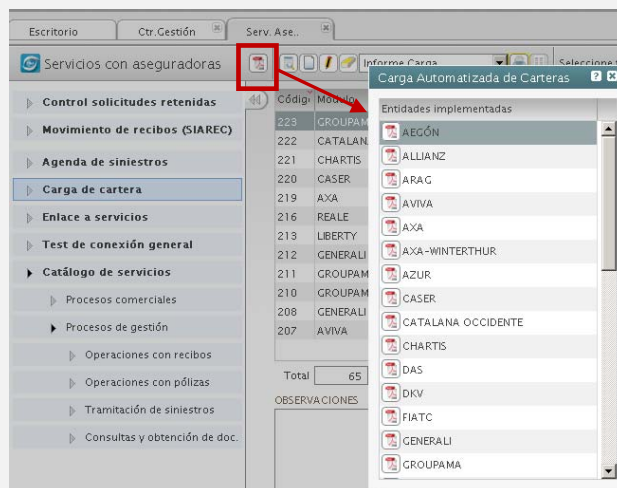 Escritorio
Ctr.Gestión
Serv. Ase..
Servicios con aseguradoras
Informe Carga
Seleccione
Carga Automatizada de Carteras
Control solicitudes retenidas
Movimiento de recibos (SIAREC)
Agenda de siniestros
Carga de cartera
Enlace a servicios
Test de conexión general
Catálogo de servicios
Procesos comerciales
Procesos de gestión
Operaciones con recibos
Operaciones con pólizas
Tramitación de siniestros
Consultas y obtención de doc.
Códig Módulo
223 GROUPAM
222 CATALAN
221 CHARTIS
220 CASER
219 AXA
216 REALE
213 LIBERTY
212 GENERALI
211 GROUPAM
210 GROUPAM
208 GENERALI
207 AVIVA
Total 65
OBSERVACIONES
Entidades implementadas
AEGÓN
ALLIANZ
ARAG
AVIVA
AXA
AXA-WINTERTHUR
AZUR
CASER
CATALANA OCCIDENTE
CHARTIS
DAS
DKV
FIATC
GENERALI
GROUPAMA